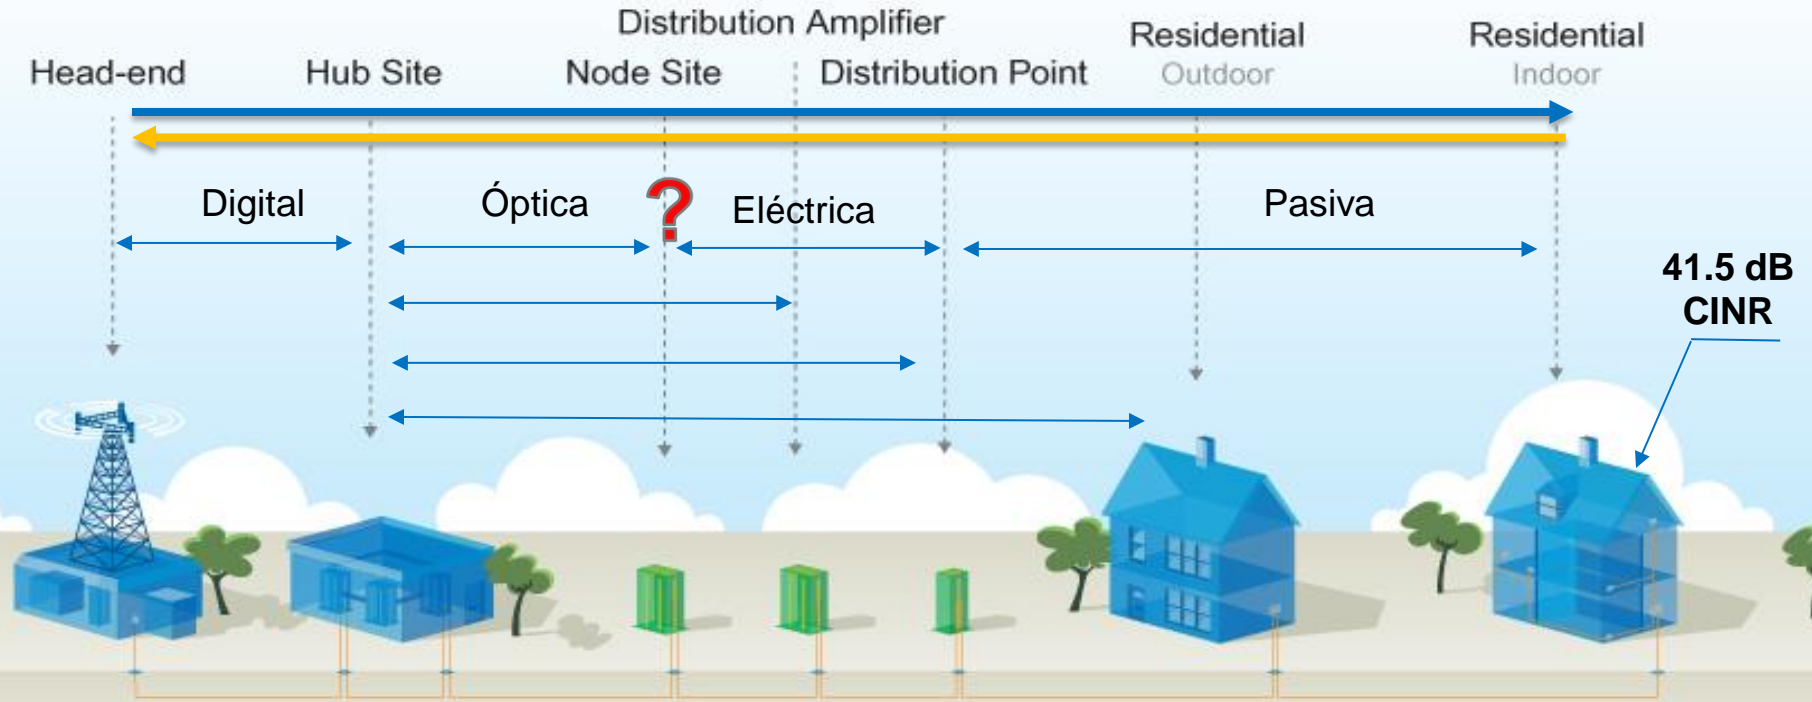 Distribution Amplifier
Head-end
Hub Site
Node Site
Distribution Point
Residential
Outdoor
Residential
Indoor
Digital
Óptica
?
Eléctrica
Pasiva
41.5 dB
CINR